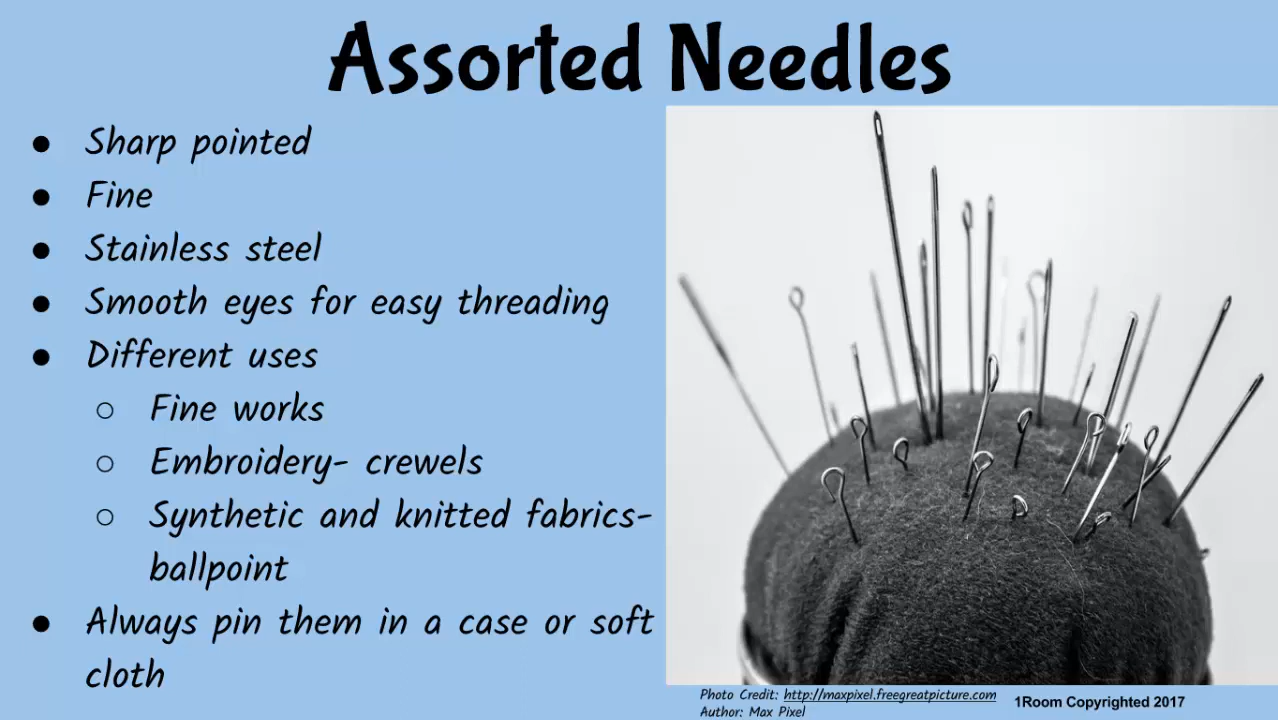 Assorted Needles
● Sharp pointed
● Fine
● Stainless steel
● Smooth eyes for easy threading
● Different uses
○ Fine works
○ Embroidery- crewels
○ Synthetic and knitted fabrics-
ballpoint
● Always pin them in a case or soft
cloth
Photo Credit: http://maxpixel.freegreatpicture.com
Author: Max Pixel
1Room Copyrighted 2017